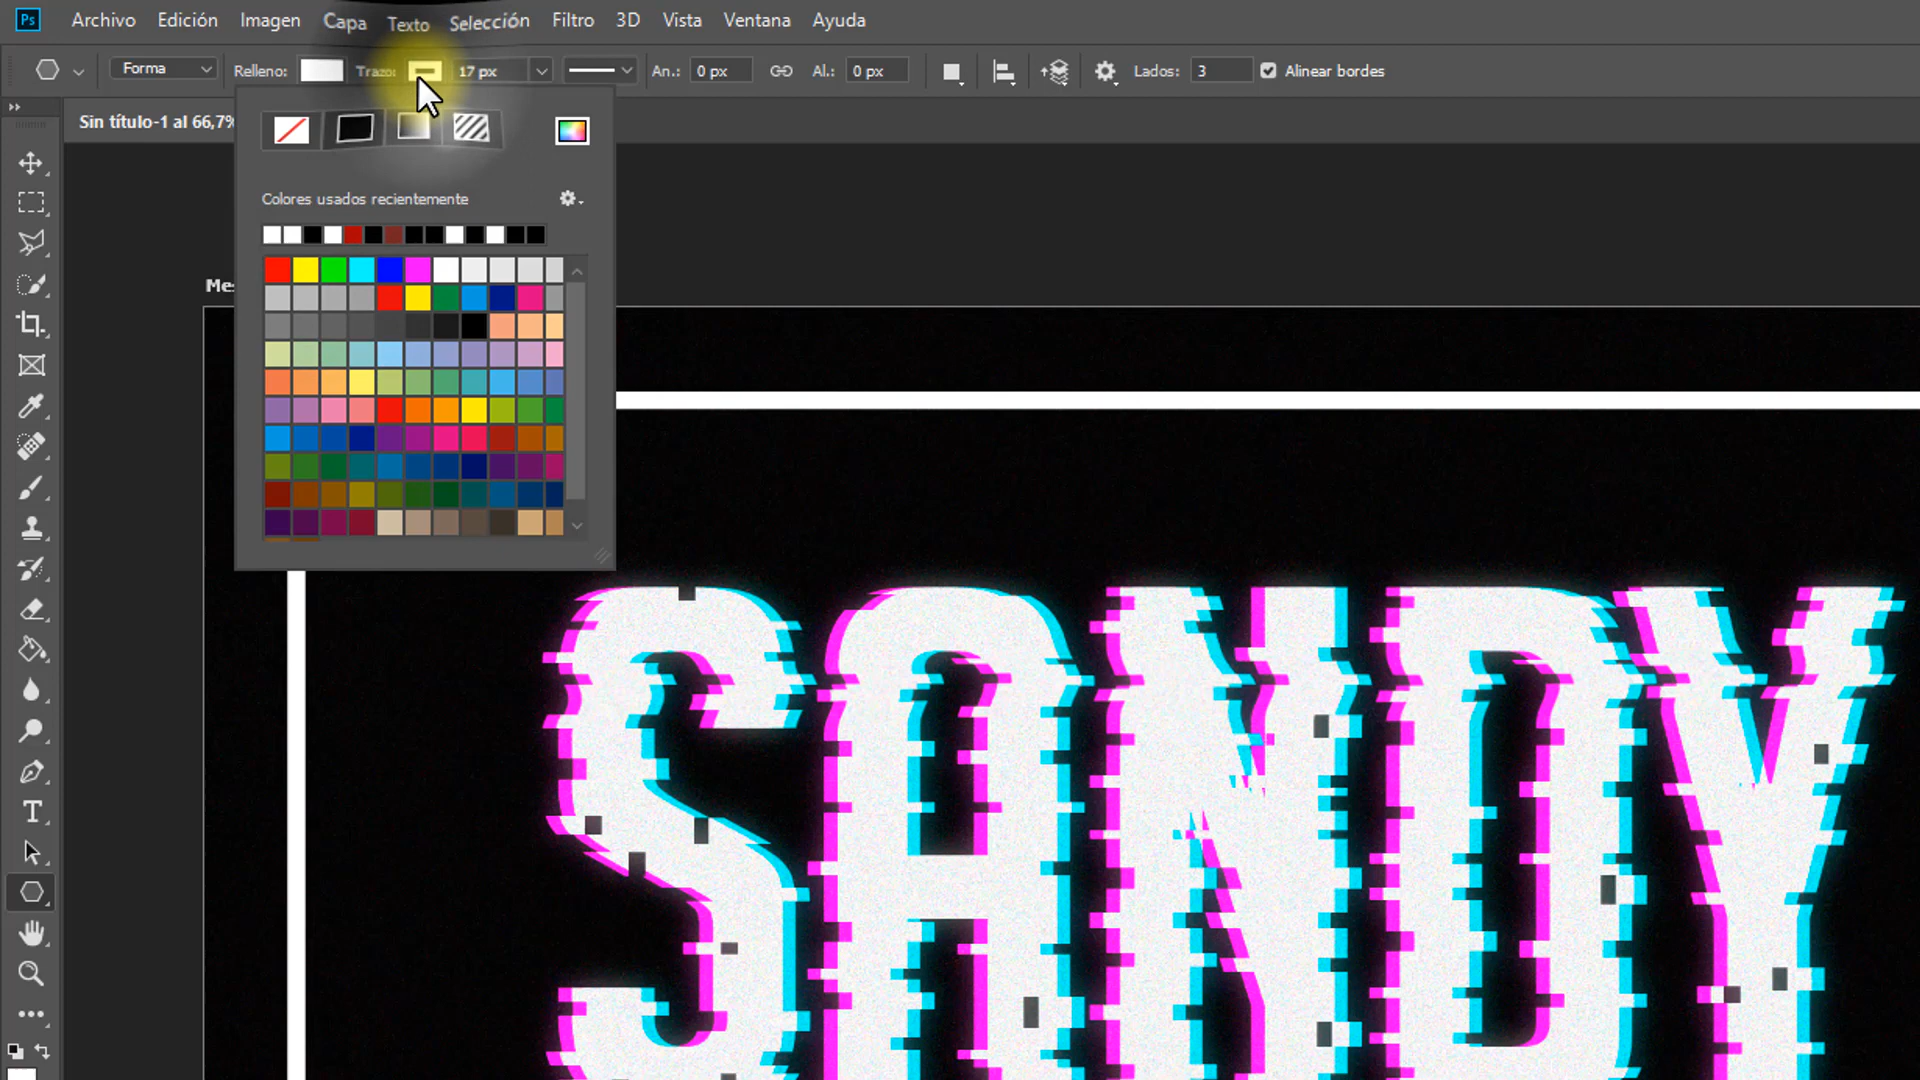 Ps Archivo Edición Imagen Capa Texto Selección Filtro 3D Vista Ventana Ayuda
Forma Relleno: Trazo: 17 px An.: 0 px Al.: 0 px Lados: 3 Alinear bordes
Sin título-1 al 66,7%
Colores usados recientemente
Me
SANDY